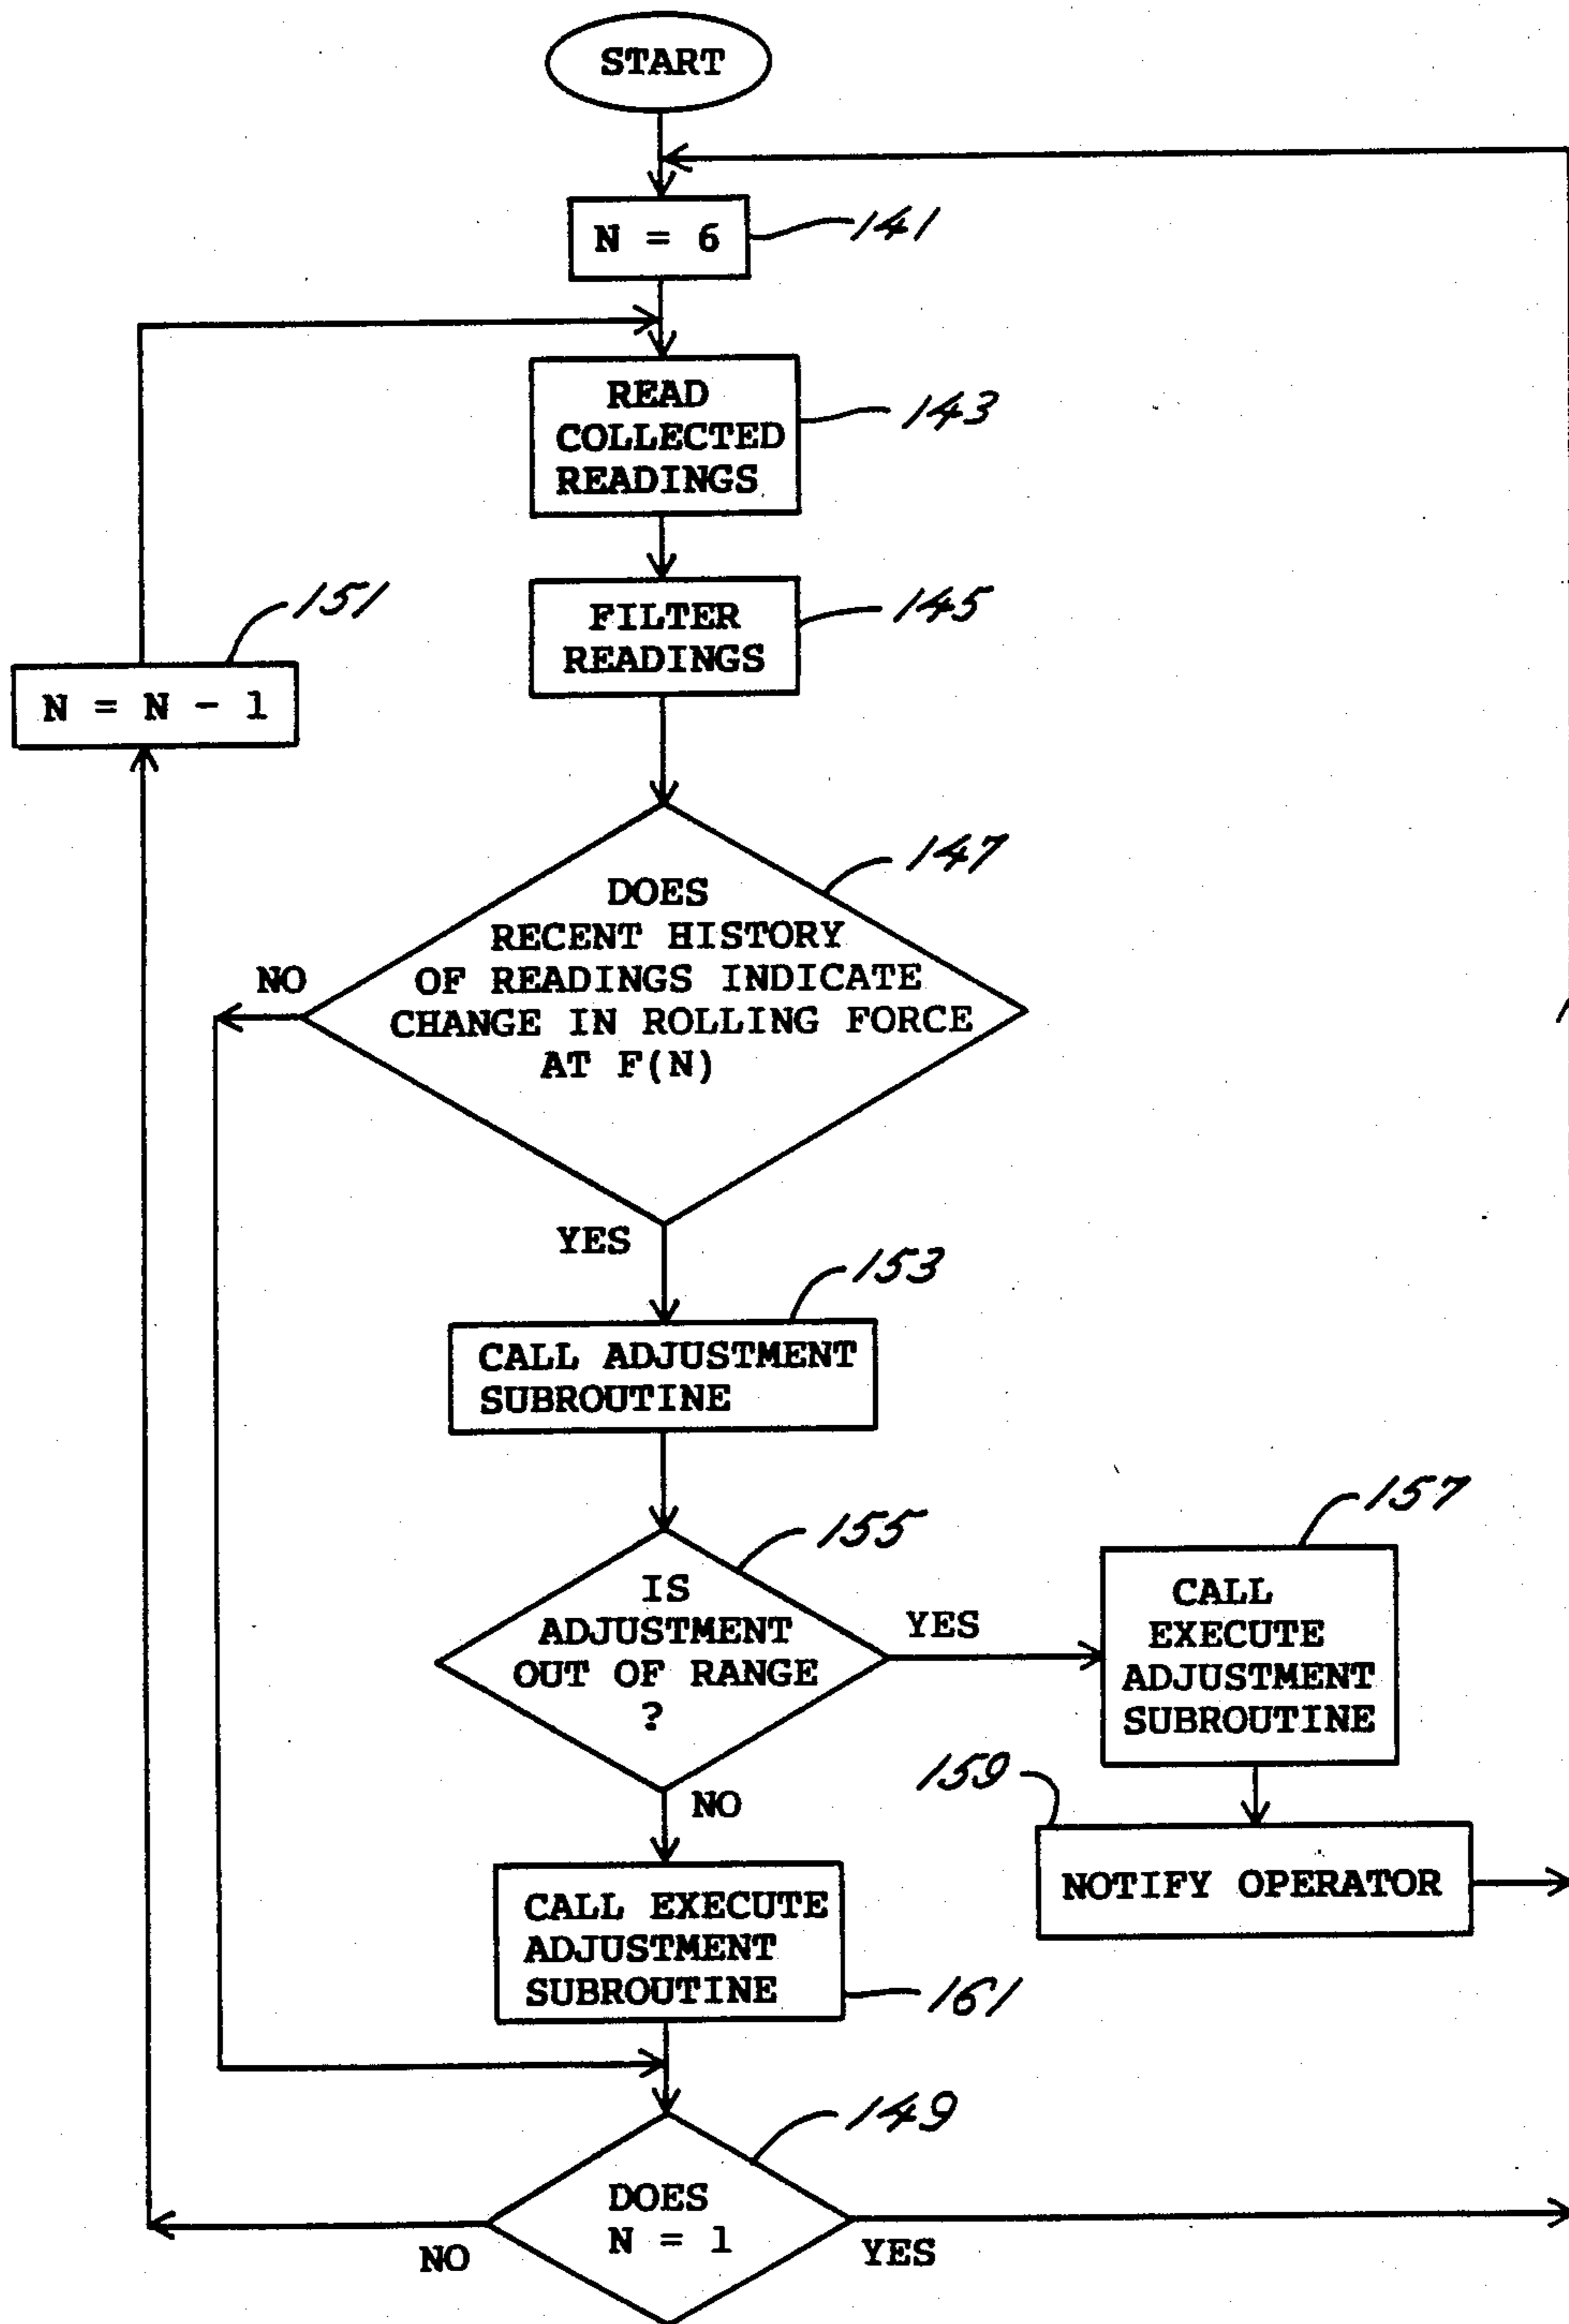 START
N = 6
141
READ
COLLECTED
READINGS
143
FILTER
READINGS
145
151
N = N - 1
147
DOES
RECENT HISTORY
OF READINGS INDICATE
CHANGE IN ROLLING FORCE
AT F(N)
NO
YES
153
CALL ADJUSTMENT
SUBROUTINE
155
IS
ADJUSTMENT
OUT OF RANGE
?
YES
157
CALL
EXECUTE
ADJUSTMENT
SUBROUTINE
NO
159
NOTIFY OPERATOR
CALL EXECUTE
ADJUSTMENT
SUBROUTINE
161
149
DOES
N = 1
NO
YES